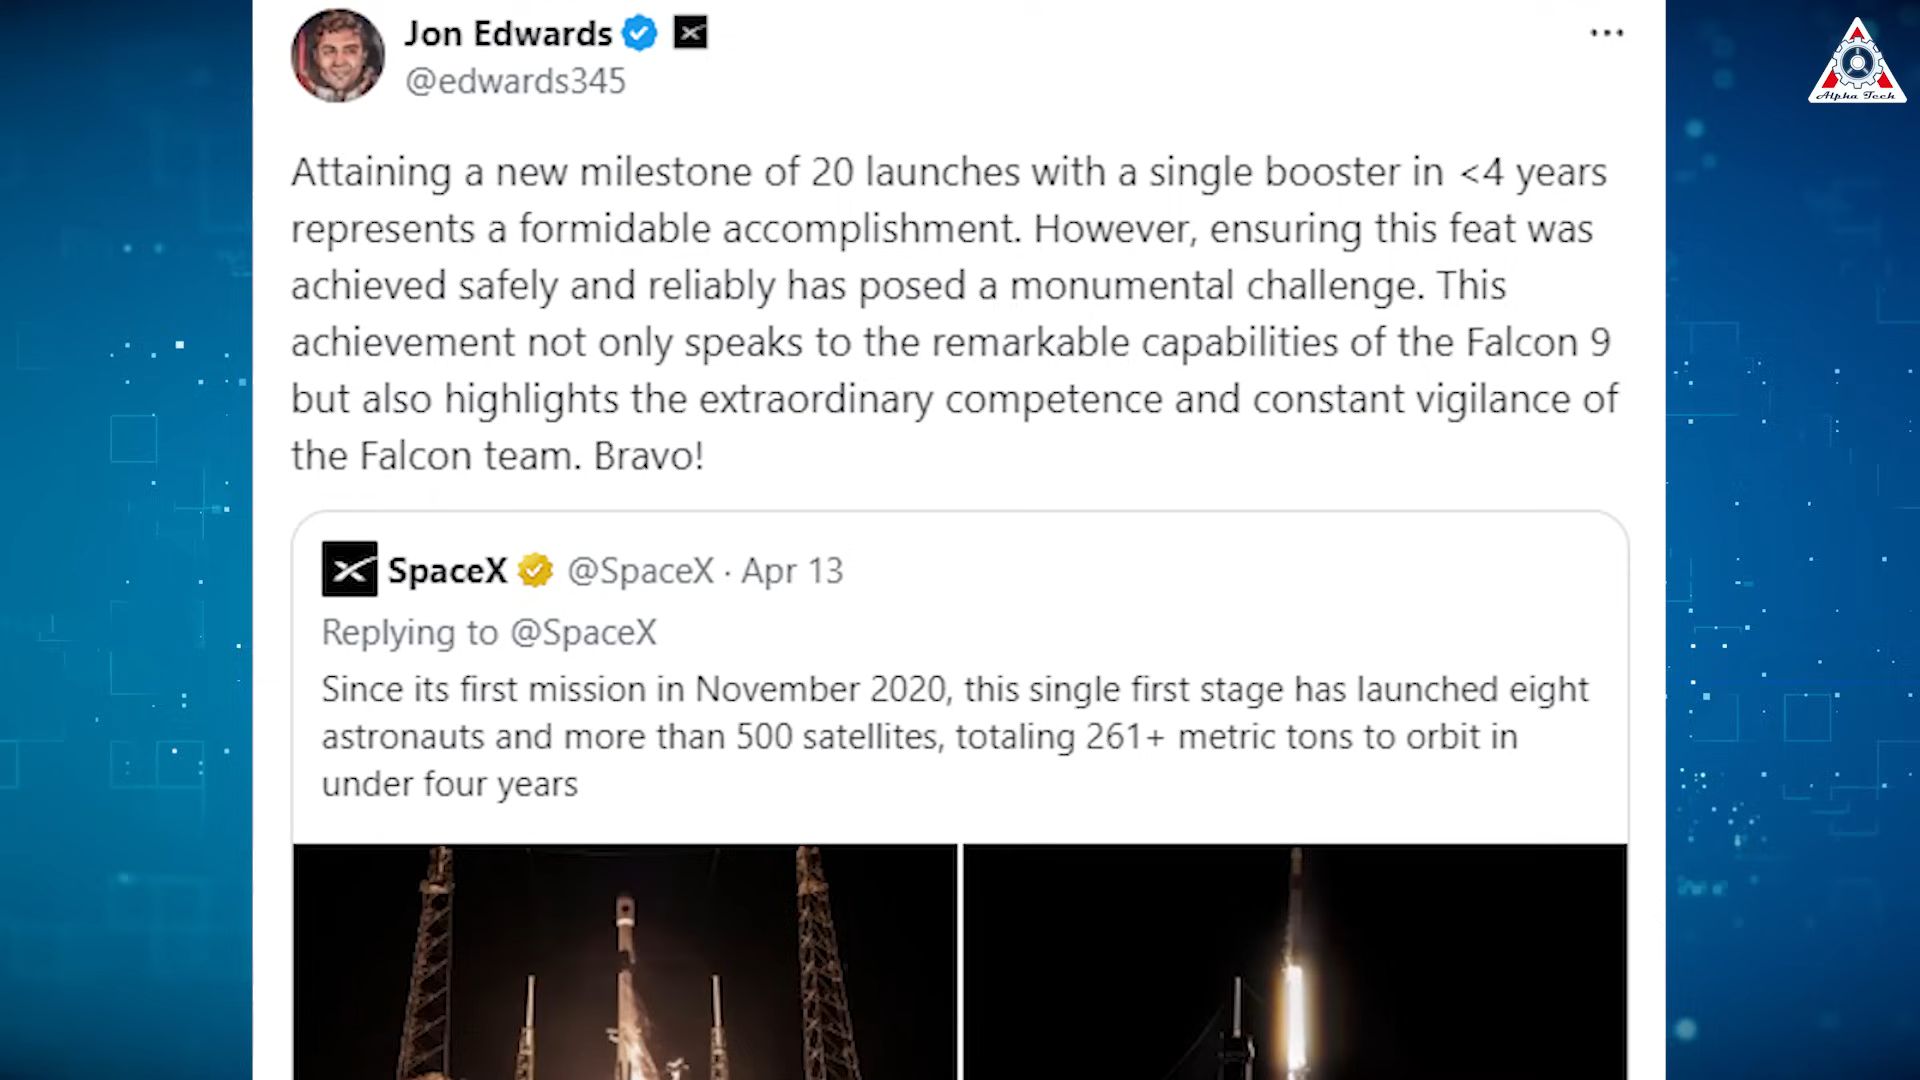 Jon Edwards
@edwards345
Attaining a new milestone of 20 launches with a single booster in <4 years
represents a formidable accomplishment. However, ensuring this feat was
achieved safely and reliably has posed a monumental challenge. This
achievement not only speaks to the remarkable capabilities of the Falcon 9
but also highlights the extraordinary competence and constant vigilance of
the Falcon team. Bravo!
SpaceX @SpaceX · Apr 13
Replying to @SpaceX
Since its first mission in November 2020, this single first stage has launched eight
astronauts and more than 500 satellites, totaling 261+ metric tons to orbit in
under four years
Alpha Tech